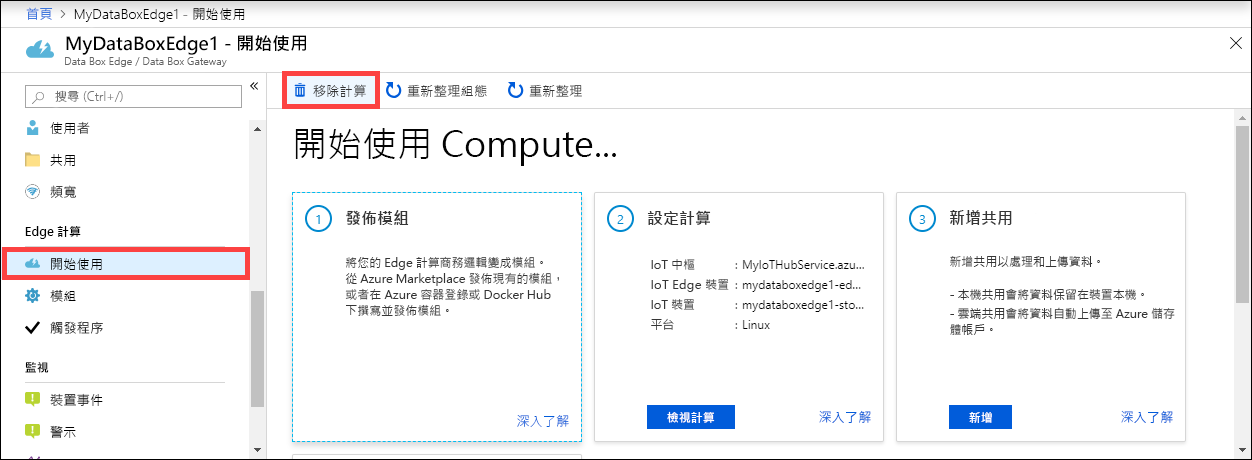 首頁 > MyDataBoxEdge1 - 開始使用
MyDataBoxEdge1 - 開始使用
Data Box Edge / Data Box Gateway
搜尋 (Ctrl+/)
使用者
共用
頻寬
Edge 計算
開始使用
模組
觸發程序
監視
裝置事件
警示
移除計算 重新整理組態 重新整理
開始使用 Compute...
1 發佈模組
將您的 Edge 計算商務邏輯變成模組。
從 Azure Marketplace 發佈現有的模組，
或者在 Azure 容器登錄或 Docker Hub
下撰寫並發佈模組。
深入了解
2 設定計算
IoT 中樞 : MyIoTHubService.azu...
IoT Edge 裝置 : mydataboxedge1-ed...
IoT 裝置 : mydataboxedge1-sto...
平台 : Linux
檢視計算 深入了解
3 新增共用
新增共用以處理和上傳資料。
- 本機共用會將資料保留在裝置本機。
- 雲端共用會將資料自動上傳至 Azure 儲存
體帳戶。
新增 深入了解